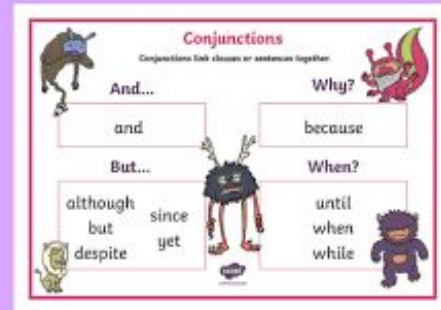 Conjunctions
Conjunctions link clauses or sentences together.
And...
and
Why?
because
But...
although
but
despite
since
yet
When?
until
when
while